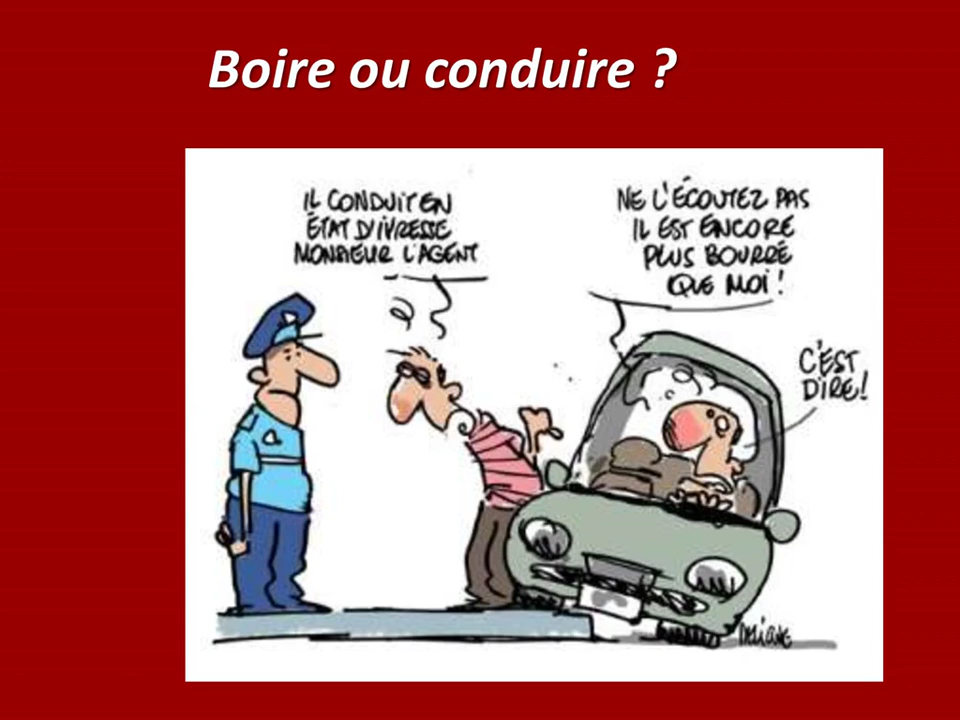 Boire ou conduire ?
IL CONDUIT EN
ÉTAT D'IVRESSE
MONSIEUR L'AGENT
NE L'ÉCOUTEZ PAS
IL EST ENCORE
PLUS BOURRÉ
QUE MOI !
C'EST
DIRE !